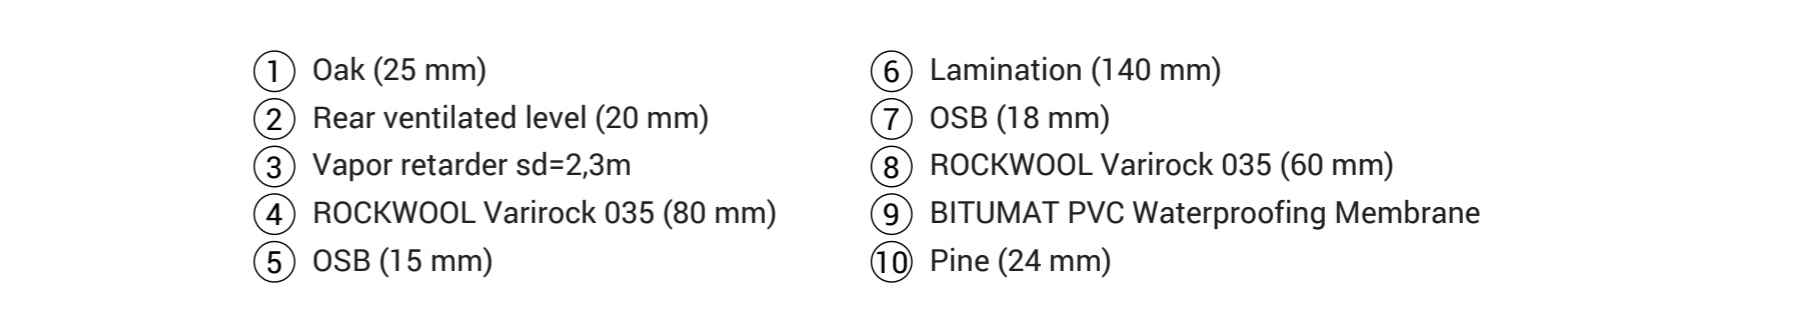 1 Oak (25 mm)
2 Rear ventilated level (20 mm)
3 Vapor retarder sd=2,3m
4 ROCKWOOL Varirock 035 (80 mm)
5 OSB (15 mm)
6 Lamination (140 mm)
7 OSB (18 mm)
8 ROCKWOOL Varirock 035 (60 mm)
9 BITUMAT PVC Waterproofing Membrane
10 Pine (24 mm)